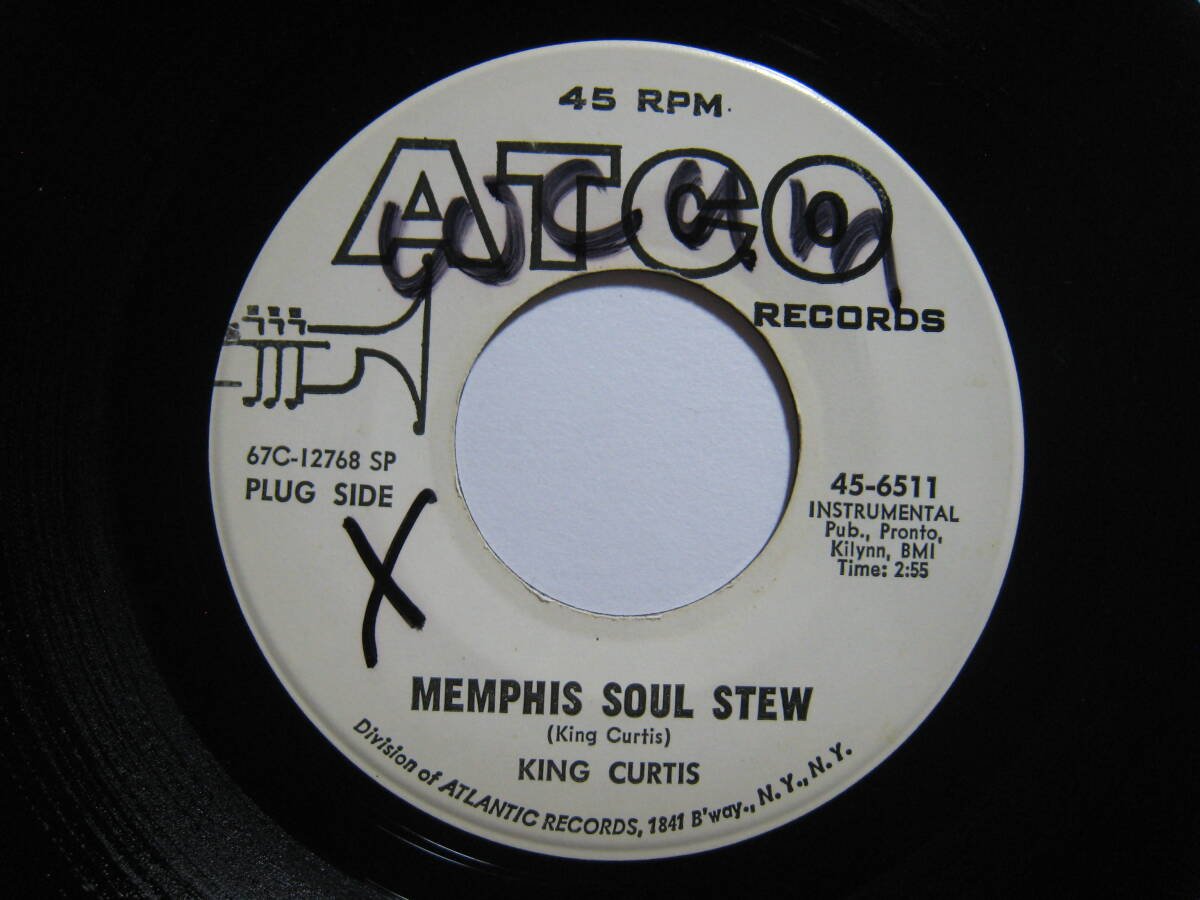 45 RPM
ATCO
RECORDS
67C-12768 SP
PLUG SIDE
X
45-6511
INSTRUMENTAL
Pub., Pronto,
Kilynn, BMI
Time: 2:55
MEMPHIS SOUL STEW
(King Curtis)
KING CURTIS
Division of ATLANTIC RECORDS, 1841 B'way., N.Y., N.Y.